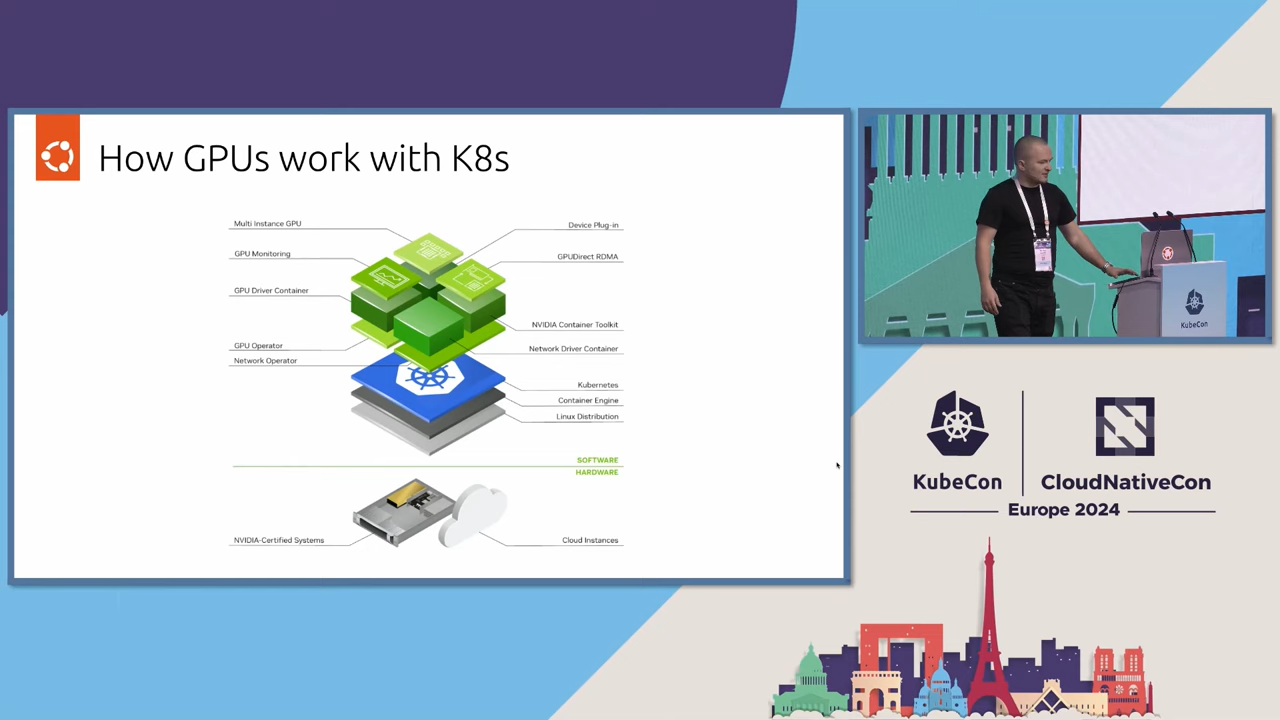 How GPUs work with K8s
Multi Instance GPU
Device Plug-in
GPU Monitoring
GPUDirect RDMA
GPU Driver Container
NVIDIA Container Toolkit
GPU Operator
Network Driver Container
Network Operator
Kubernetes
Container Engine
Linux Distribution
SOFTWARE
HARDWARE
NVIDIA-Certified Systems
Cloud Instances
KubeCon
KubeCon
CloudNativeCon
Europe 2024